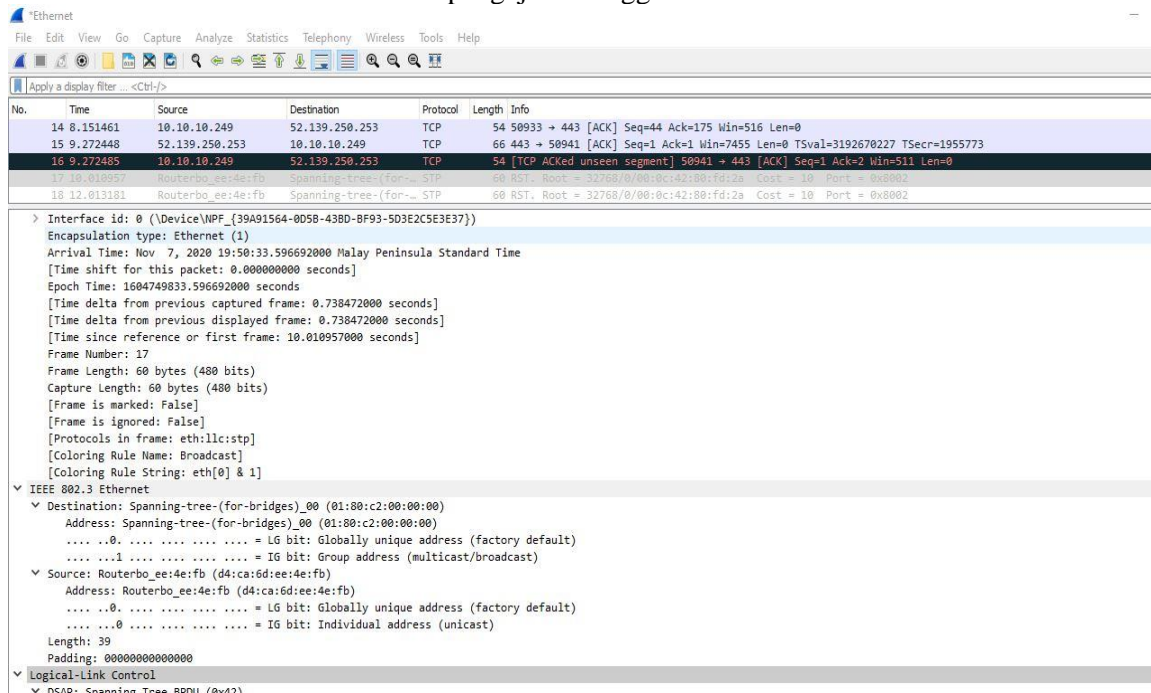 *Ethernet
File Edit View Go Capture Analyze Statistics Telephony Wireless Tools Help
Apply a display filter ... <Ctrl-/>
No. Time Source Destination Protocol Length Info
14 8.151461 10.10.10.249 52.139.250.253 TCP 54 50933 → 443 [ACK] Seq=44 Ack=175 Win=516 Len=0
15 9.272448 52.139.250.253 10.10.10.249 TCP 66 443 → 50941 [ACK] Seq=1 Ack=1 Win=7455 Len=0 TSval=3192670227 TSecr=1955773
16 9.272485 10.10.10.249 52.139.250.253 TCP 54 [TCP ACKed unseen segment] 50941 → 443 [ACK] Seq=1 Ack=2 Win=511 Len=0
17 10.010957 Routerbo_ee:4e:fb Spanning-tree-(for-… STP 60 RST. Root = 32768/0/00:0c:42:80:fd:2a Cost = 10 Port = 0x8002
18 12.013181 Routerbo_ee:4e:fb Spanning-tree-(for-… STP 60 RST. Root = 32768/0/00:0c:42:80:fd:2a Cost = 10 Port = 0x8002
Interface id: 0 (\Device\NPF_{39A91564-0D5B-43BD-BF93-5D3E2C5E3E37})
Encapsulation type: Ethernet (1)
Arrival Time: Nov 7, 2020 19:50:33.596692000 Malay Peninsula Standard Time
[Time shift for this packet: 0.000000000 seconds]
Epoch Time: 1604749833.596692000 seconds
[Time delta from previous captured frame: 0.738472000 seconds]
[Time delta from previous displayed frame: 0.738472000 seconds]
[Time since reference or first frame: 10.010957000 seconds]
Frame Number: 17
Frame Length: 60 bytes (480 bits)
Capture Length: 60 bytes (480 bits)
[Frame is marked: False]
[Frame is ignored: False]
[Protocols in frame: eth:llc:stp]
[Coloring Rule Name: Broadcast]
[Coloring Rule String: eth[0] & 1]
IEEE 802.3 Ethernet
Destination: Spanning-tree-(for-bridges)_00 (01:80:c2:00:00:00)
Address: Spanning-tree-(for-bridges)_00 (01:80:c2:00:00:00)
.... ..0. .... .... .... .... = LG bit: Globally unique address (factory default)
.... ...1 .... .... .... .... = IG bit: Group address (multicast/broadcast)
Source: Routerbo_ee:4e:fb (d4:ca:6d:ee:4e:fb)
Address: Routerbo_ee:4e:fb (d4:ca:6d:ee:4e:fb)
.... ..0. .... .... .... .... = LG bit: Globally unique address (factory default)
.... ...0 .... .... .... .... = IG bit: Individual address (unicast)
Length: 39
Padding: 00000000000000
Logical-Link Control
DSAP: Spanning Tree BPDU (0x42)